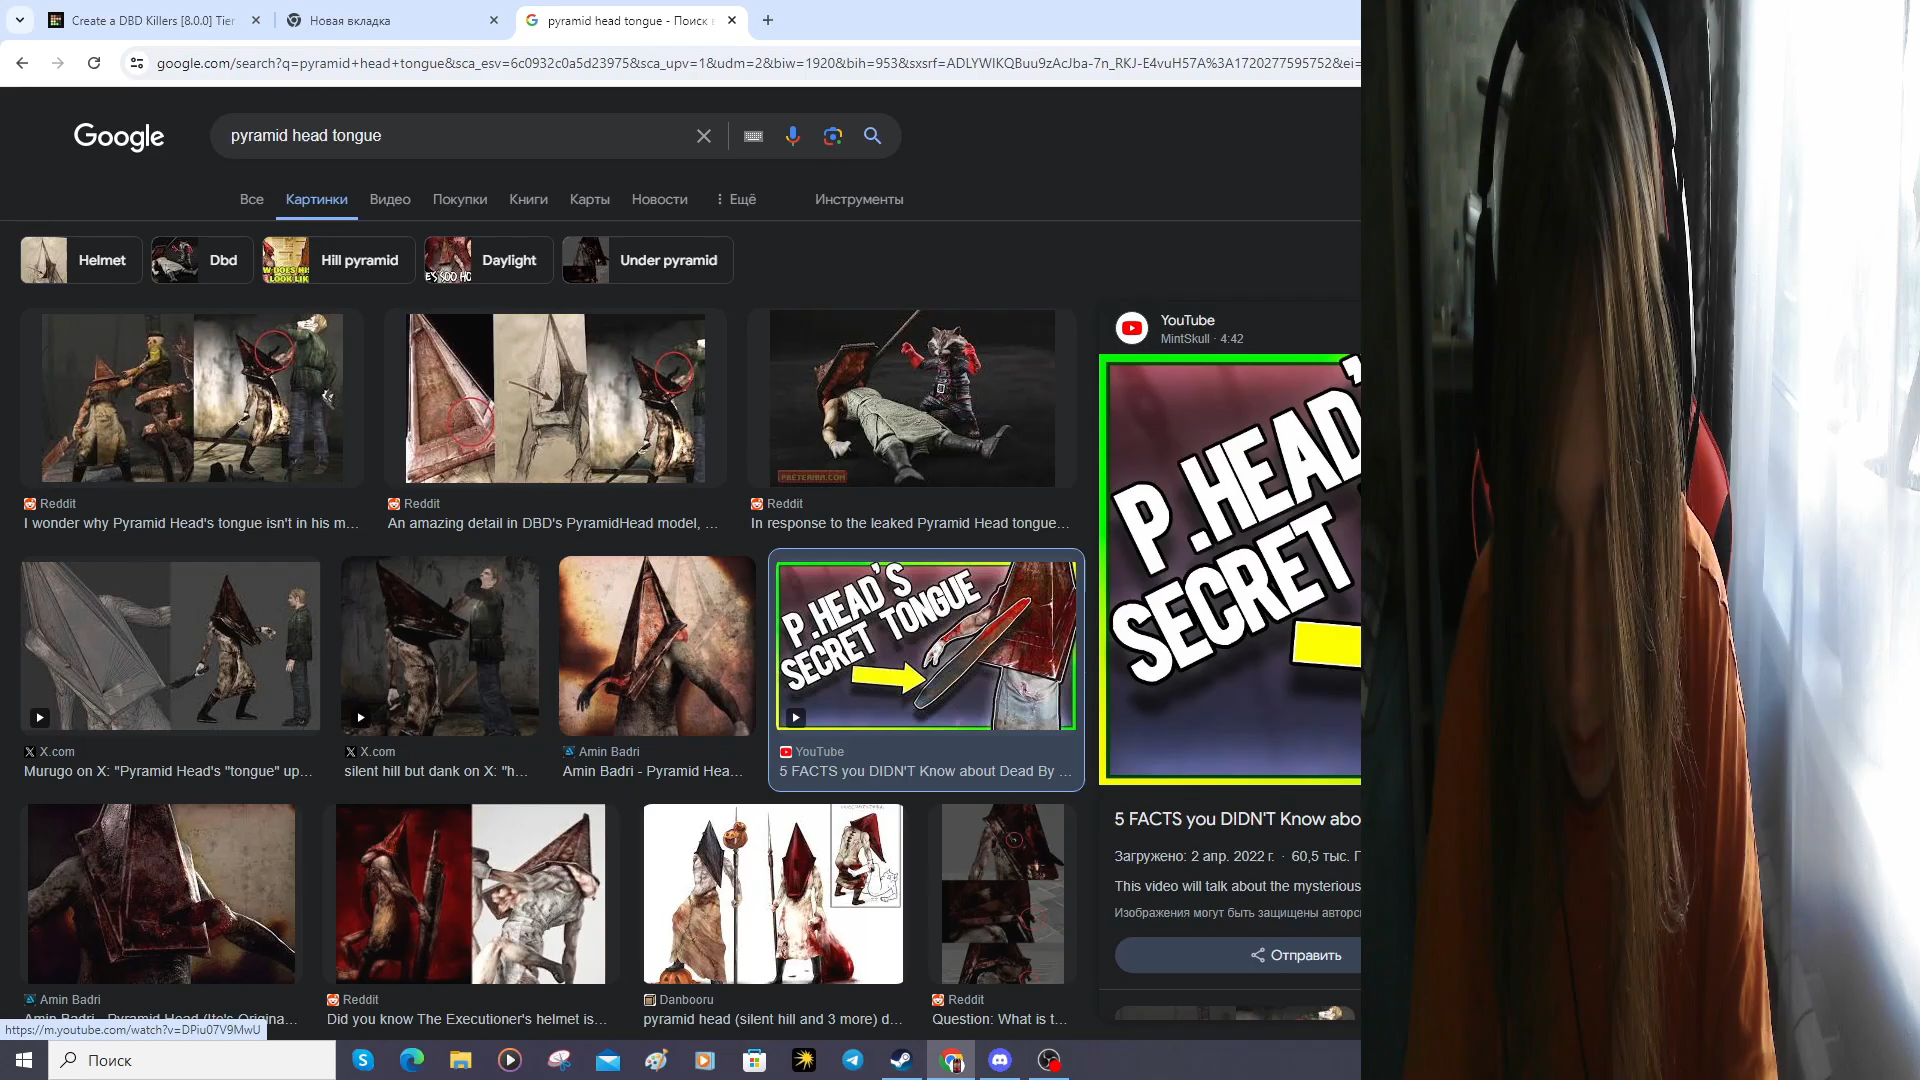 Create a DBD Killers [8.0.0] Tier
Новая вкладка
pyramid head tongue - Поиск в
google.com/search?q=pyramid+head+tongue&sca_esv=6c0932c0a5d23975&sca_upv=1&udm=2&biw=1920&bih=953&sxsrf=ADLYWIKQBuu9zAcJba-7n_RKJ-E4vuH57A%3A1720277595752&ei=
Google
pyramid head tongue
Все Картинки Видео Покупки Книги Карты Новости Ещё Инструменты
Helmet
Dbd
Hill pyramid
Daylight
Under pyramid
Reddit
I wonder why Pyramid Head's tongue isn't in his m...
Reddit
An amazing detail in DBD's PyramidHead model, ...
Reddit
In response to the leaked Pyramid Head tongue...
X.com
Murugo on X: "Pyramid Head's "tongue" up...
X.com
silent hill but dank on X: "h...
Amin Badri
Amin Badri - Pyramid Hea...
P.HEAD'S
SECRET TONGUE
YouTube
5 FACTS you DIDN'T Know about Dead By ...
Amin Badri
Amin Badri - Pyramid Head (Ito's Origina...
Reddit
Did you know The Executioner's helmet is...
Danbooru
pyramid head (silent hill and 3 more) d...
Reddit
Question: What is t...
YouTube
MintSkull · 4:42
P.HEAD'
SECRET
5 FACTS you DIDN'T Know abo
Загружено: 2 апр. 2022 г. · 60,5 тыс. П
This video will talk about the mysterious
Изображения могут быть защищены авторс
Отправить
https://m.youtube.com/watch?v=DPiu07V9MwU
Поиск